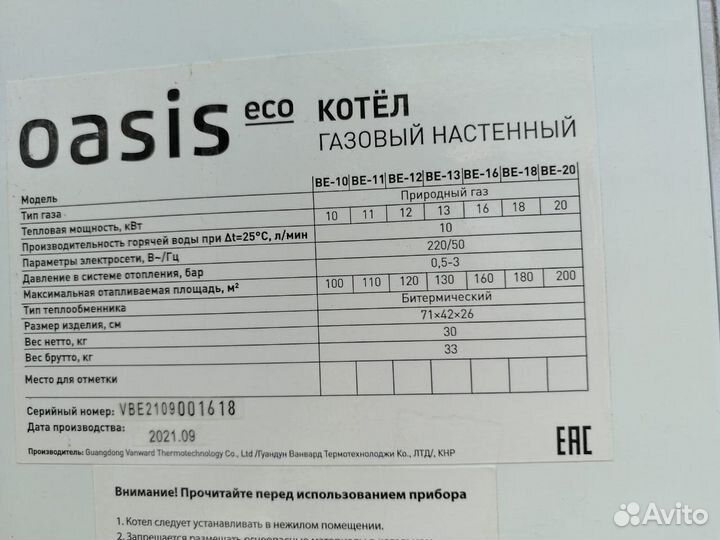 oasis eco КОТЁЛ
ГАЗОВЫЙ НАСТЕННЫЙ
Модель BE-10 BE-11 BE-12 BE-13 BE-16 BE-18 BE-20
Тип газа Природный газ
Тепловая мощность, кВт 10 11 12 13 16 18 20
Производительность горячей воды при Δt=25°C, л/мин 10
Параметры электросети, В~/Гц 220/50
Давление в системе отопления, бар 0,5-3
Максимальная отапливаемая площадь, м² 100 110 120 130 160 180 200
Тип теплообменника Битермический
Размер изделия, см 71×42×26
Вес нетто, кг 30
Вес брутто, кг 33
Место для отметки
Серийный номер: VBE2109001618
Дата производства: 2021.09
Производитель: Guangdong Vanward Thermotechnology Co., Ltd /Гуандун Ванвард Термотехнолоджи Ко., ЛТД/, КНР
EAC
Внимание! Прочитайте перед использованием прибора
1. Котел следует устанавливать в нежилом помещении.
2. Запрещается размещать огнеопасные материалы
Avito